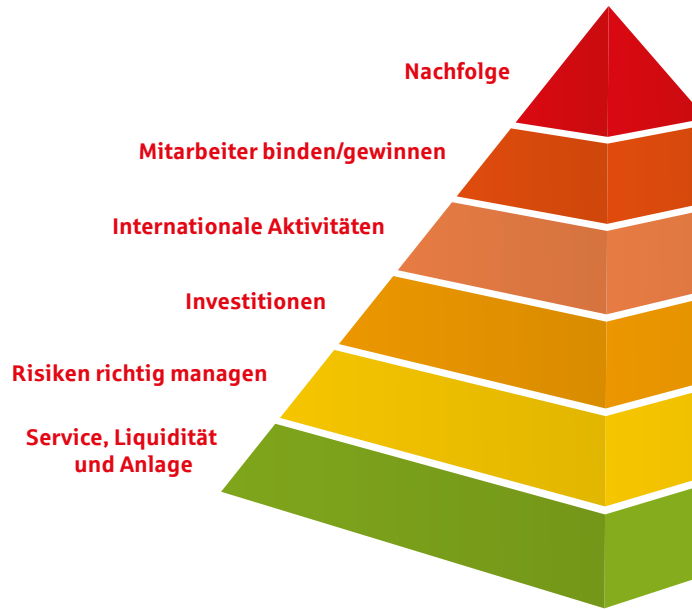 Nachfolge
Mitarbeiter binden/gewinnen
Internationale Aktivitäten
Investitionen
Risiken richtig managen
Service, Liquidität
und Anlage